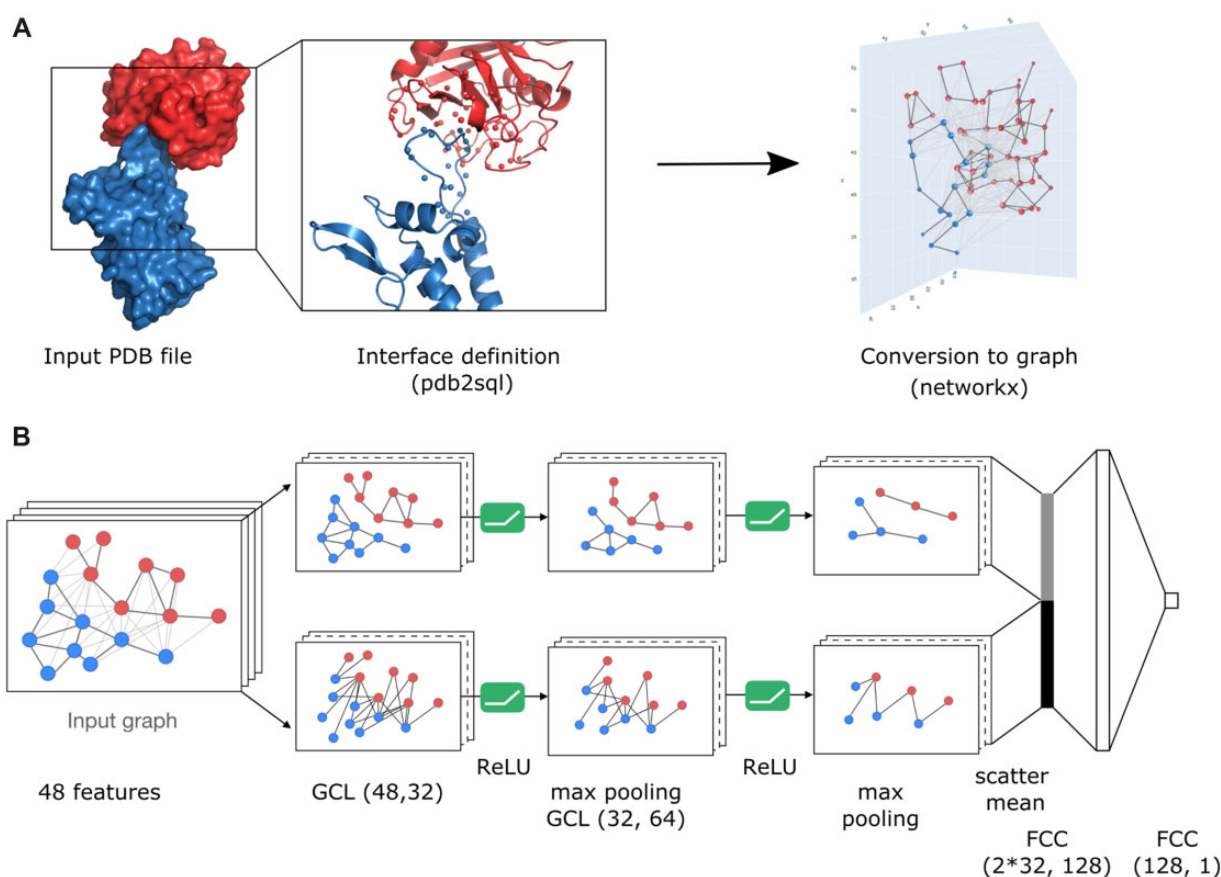 A
Input PDB file
Interface definition
(pdb2sql)
Conversion to graph
(networkx)
B
Input graph
48 features
GCL (48,32)
ReLU
max pooling
GCL (32, 64)
ReLU
max
pooling
scatter
mean
FCC
(2*32, 128)
FCC
(128, 1)